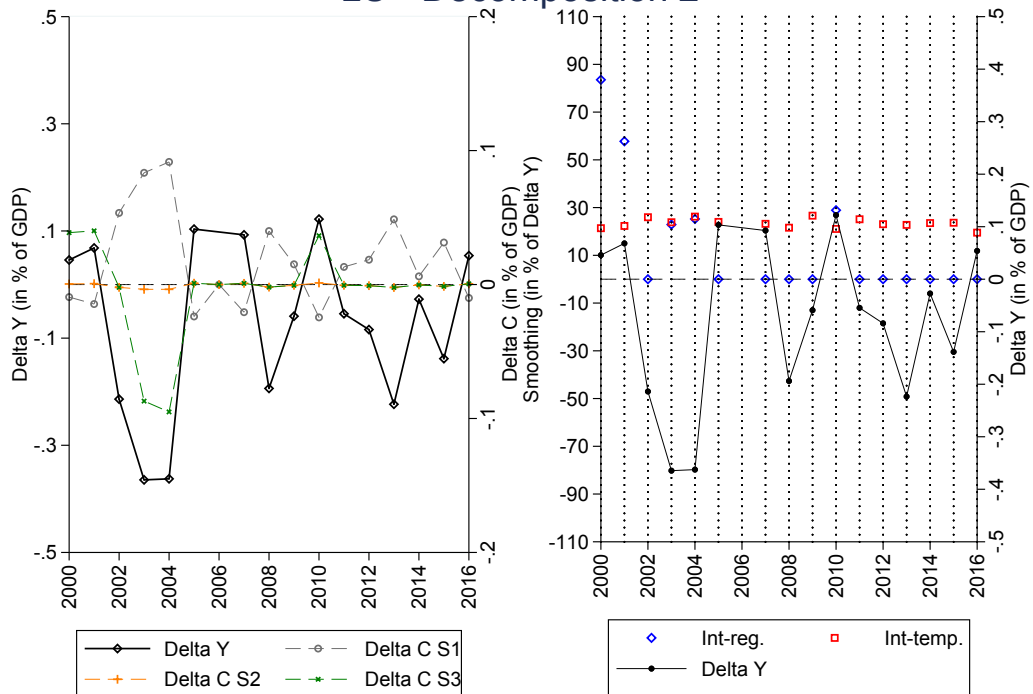 Decomposition
Delta Y (in % of GDP)
.5
.3
.1
-.1
-.3
-.5
.2
.1
0
-.1
-.2
Delta C (in % of GDP)
2000 2002 2004 2006 2008 2010 2012 2014 2016
Delta Y
Delta C S1
Delta C S2
Delta C S3
Smoothing (in % of Delta Y)
110
90
70
50
30
10
-10
-30
-50
-70
-90
-110
.5
.4
.3
.2
.1
0
-.1
-.2
-.3
-.4
-.5
Delta Y (in % of GDP)
2000 2002 2004 2006 2008 2010 2012 2014 2016
Int-reg.
Int-temp.
Delta Y